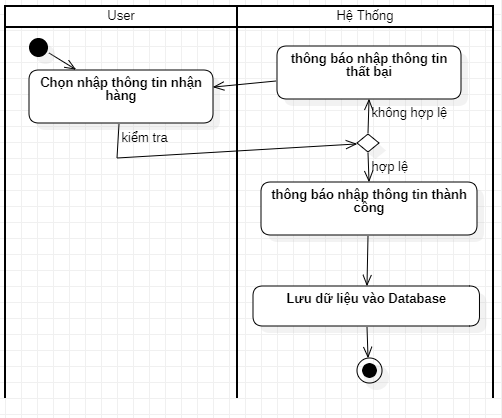 User
Hệ Thống
thông báo nhập thông tin
thất bại
Chọn nhập thông tin nhận
hàng
không hợp lệ
kiểm tra
hợp lệ
thông báo nhập thông tin thành
công
Lưu dữ liệu vào Database